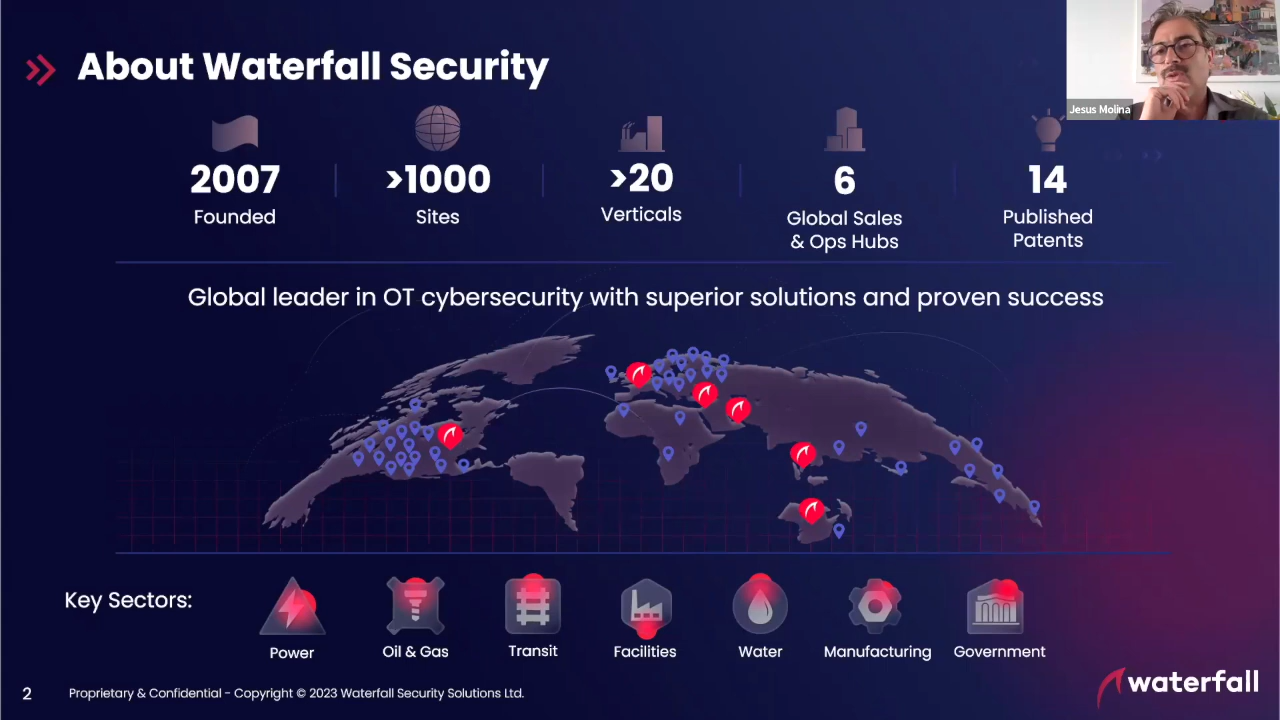 About Waterfall Security
Jesus Molina
2007
Founded
>1000
Sites
>20
Verticals
6
Global Sales
& Ops Hubs
14
Published
Patents
Global leader in OT cybersecurity with superior solutions and proven success
Key Sectors:
Power
Oil & Gas
Transit
Facilities
Water
Manufacturing
Government
2
Proprietary & Confidential - Copyright © 2023 Waterfall Security Solutions Ltd.
waterfall